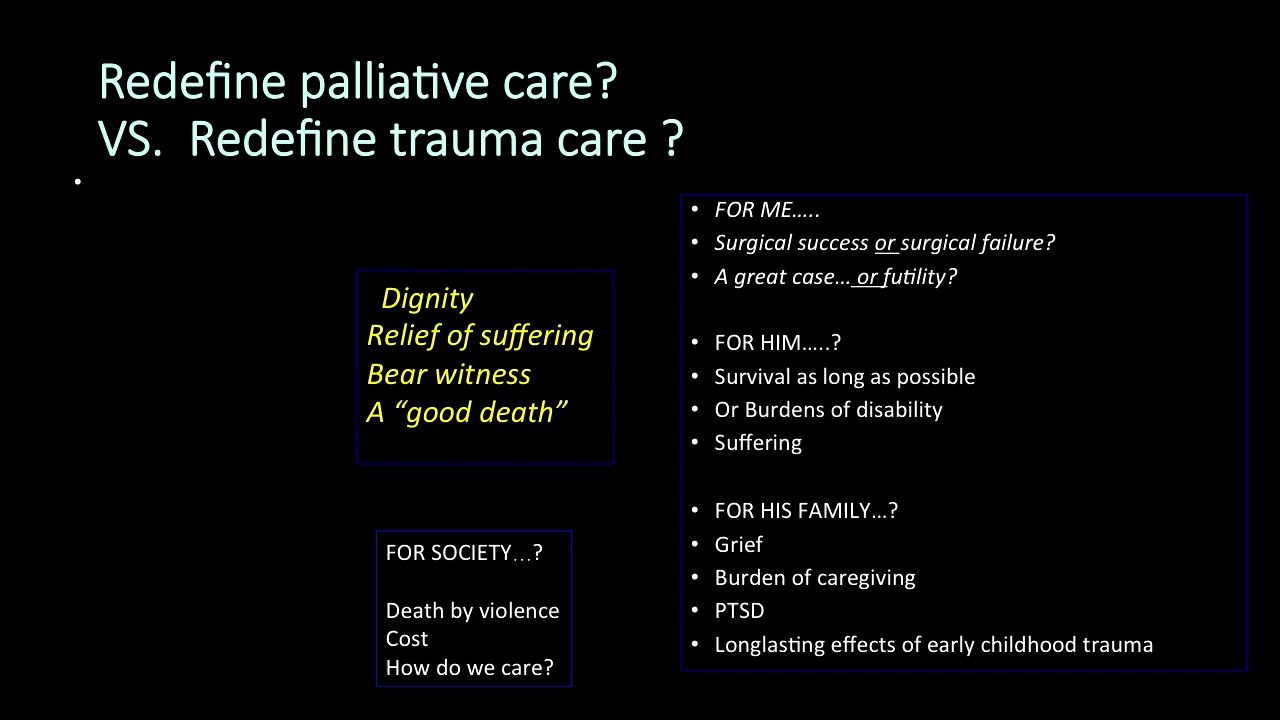 Redefine palliative care?
VS.  Redefine trauma care ?
•
Dignity
Relief of suffering
Bear witness
A “good death”
FOR SOCIETY…?
Death by violence
Cost
How do we care?
• FOR ME…..
• Surgical success or surgical failure?
• A great case… or futility?
• FOR HIM…..?
• Survival as long as possible
• Or Burdens of disability
• Suffering
• FOR HIS FAMILY…?
• Grief
• Burden of caregiving
• PTSD
• Longlasting effects of early childhood trauma